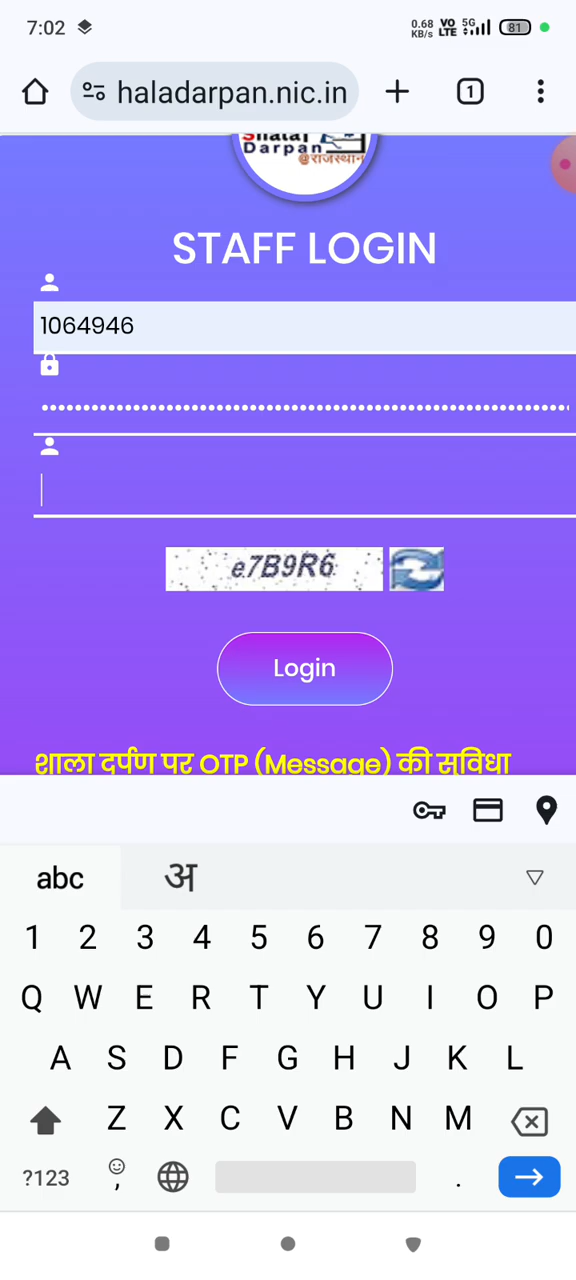 7:02 0.68 KB/s VO LTE 5G 81
haladarpan.nic.in 1
Darpan
@राजस्थान
STAFF LOGIN
1064946
e7B9R6
Login
शाला दर्पण पर OTP (Message) की सुविधा
abc अ
1 2 3 4 5 6 7 8 9 0
Q W E R T Y U I O P
A S D F G H J K L
Z X C V B N M
?123 , .